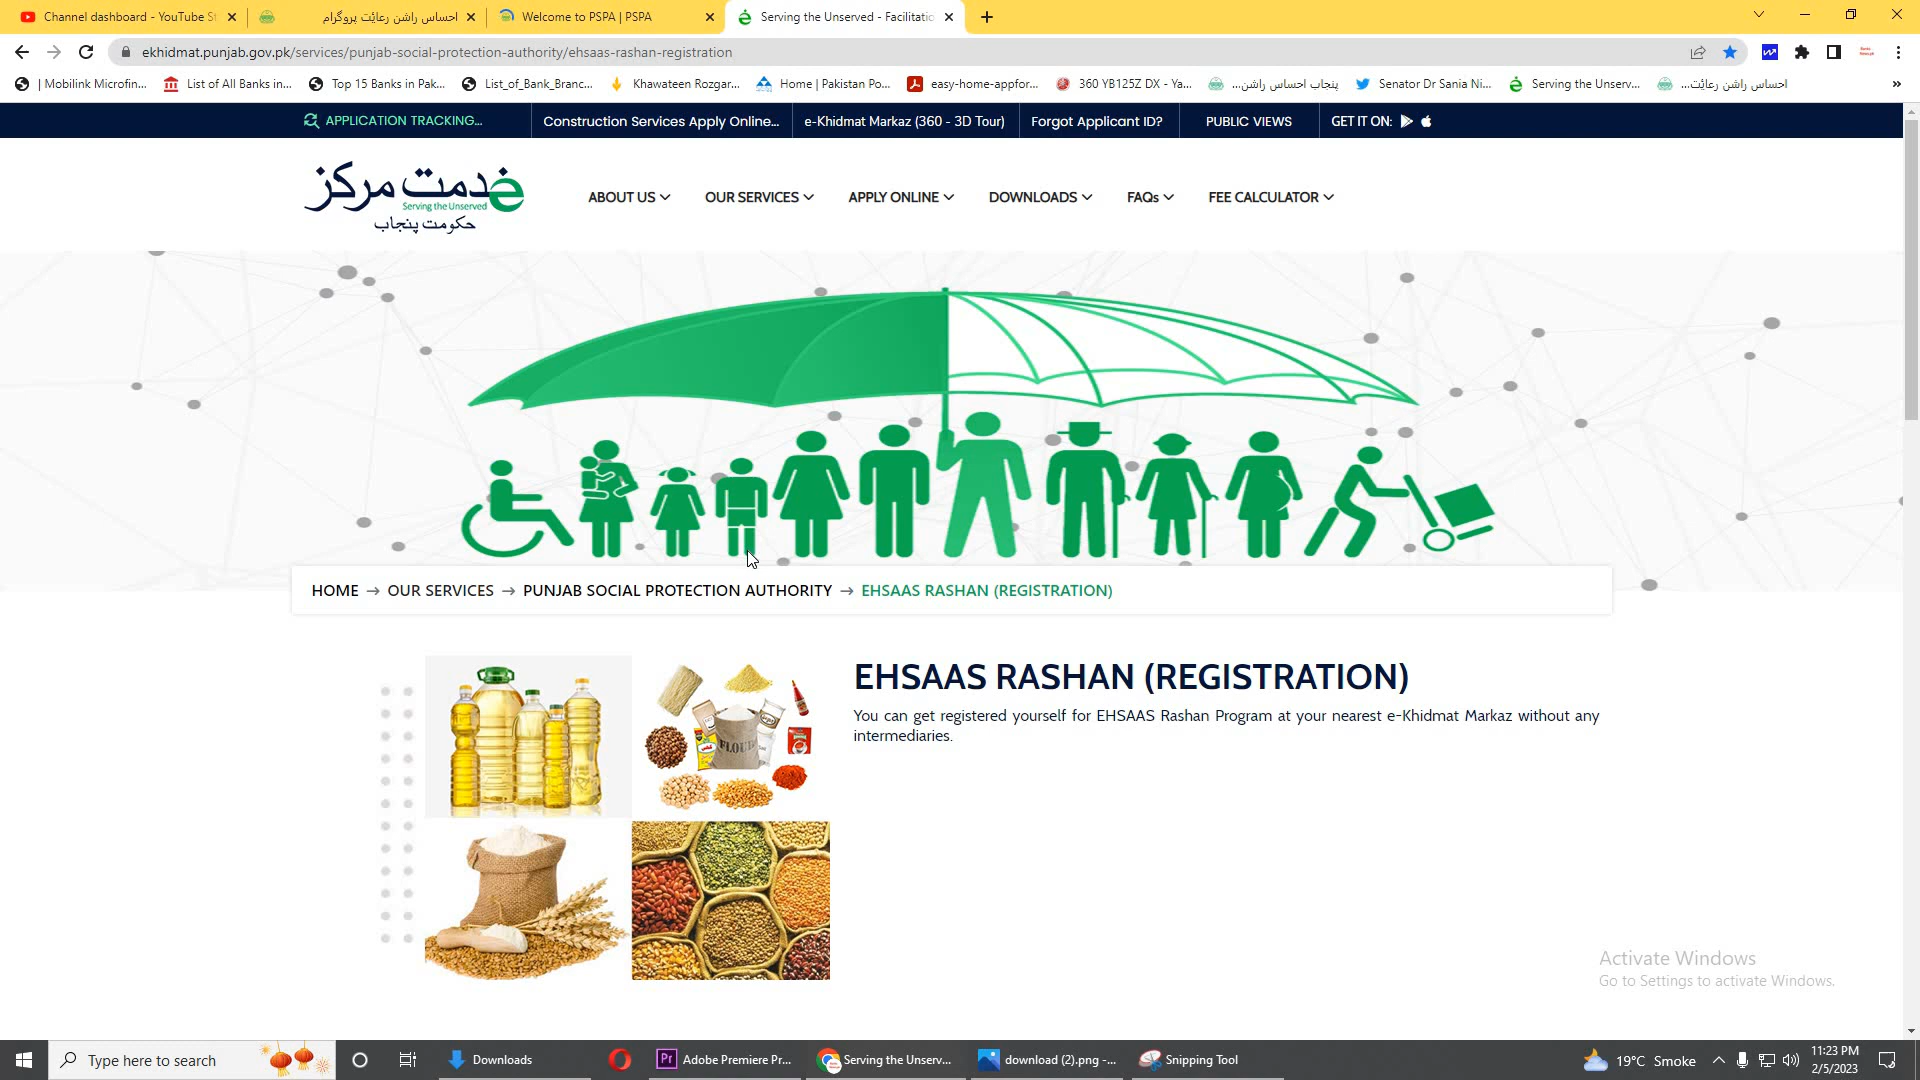 Channel dashboard - YouTube St
احساس راشن رعایٔت پروگرام
Welcome to PSPA | PSPA
Serving the Unserved - Facilitatio
ekhidmat.punjab.gov.pk/services/punjab-social-protection-authority/ehsaas-rashan-registration
| Mobilink Microfin...
List of All Banks in...
Top 15 Banks in Pak...
List_of_Bank_Branc...
Khawateen Rozgar...
Home | Pakistan Po...
easy-home-appfor...
360 YB125Z DX - Ya...
پنجاب احساس راشن...
Senator Dr Sania Ni...
Serving the Unserv...
احساس راشن رعایٔت...
»
APPLICATION TRACKING...
Construction Services Apply Online...
e-Khidmat Markaz (360 - 3D Tour)
Forgot Applicant ID?
PUBLIC VIEWS
GET IT ON:
خدمت مرکز
Serving the Unserved
حکومت پنجاب
ABOUT US
OUR SERVICES
APPLY ONLINE
DOWNLOADS
FAQs
FEE CALCULATOR
HOME → OUR SERVICES → PUNJAB SOCIAL PROTECTION AUTHORITY → EHSAAS RASHAN (REGISTRATION)
EHSAAS RASHAN (REGISTRATION)
You can get registered yourself for EHSAAS Rashan Program at your nearest e-Khidmat Markaz without any
intermediaries.
FLOUR
Activate Windows
Go to Settings to activate Windows.
Type here to search
Downloads
Pr
Adobe Premiere Pr...
Serving the Unserv...
download (2).png -...
Snipping Tool
19°C Smoke
11:23 PM
2/5/2023